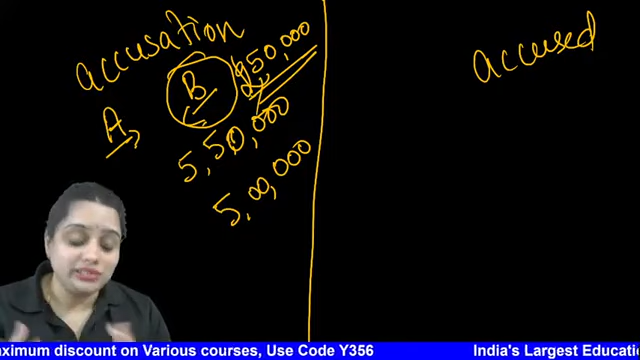 accusation
A, B ₹50,000
5,50,000
5,00,000
accused
aximum discount on Various courses, Use Code Y356 India's Largest Educatio